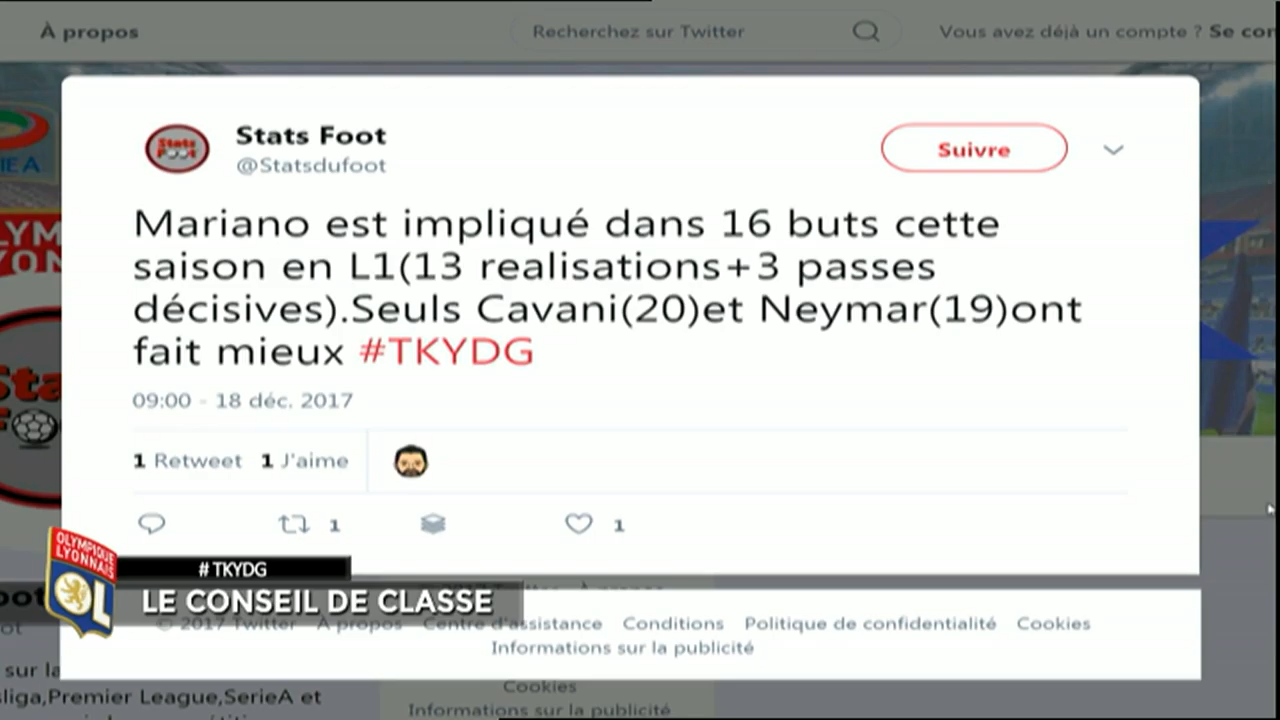 À propos
Recherchez sur Twitter
Vous avez déjà un compte ? Se con
Stats Foot
@Statsdufoot
Suivre
Mariano est impliqué dans 16 buts cette
saison en L1(13 realisations+3 passes
décisives).Seuls Cavani(20)et Neymar(19)ont
fait mieux #TKYDG
09:00 - 18 déc. 2017
1 Retweet 1 J'aime
1 1
OLYMPIQUE
LYONNAIS
OL
#TKYDG
LE CONSEIL DE CLASSE
© 2017 Twitter À propos Centre d'assistance Conditions Politique de confidentialité Cookies
Informations sur la publicité
sur la
sliga,Premier League,SerieA et
Cookies
Informations sur la publicité